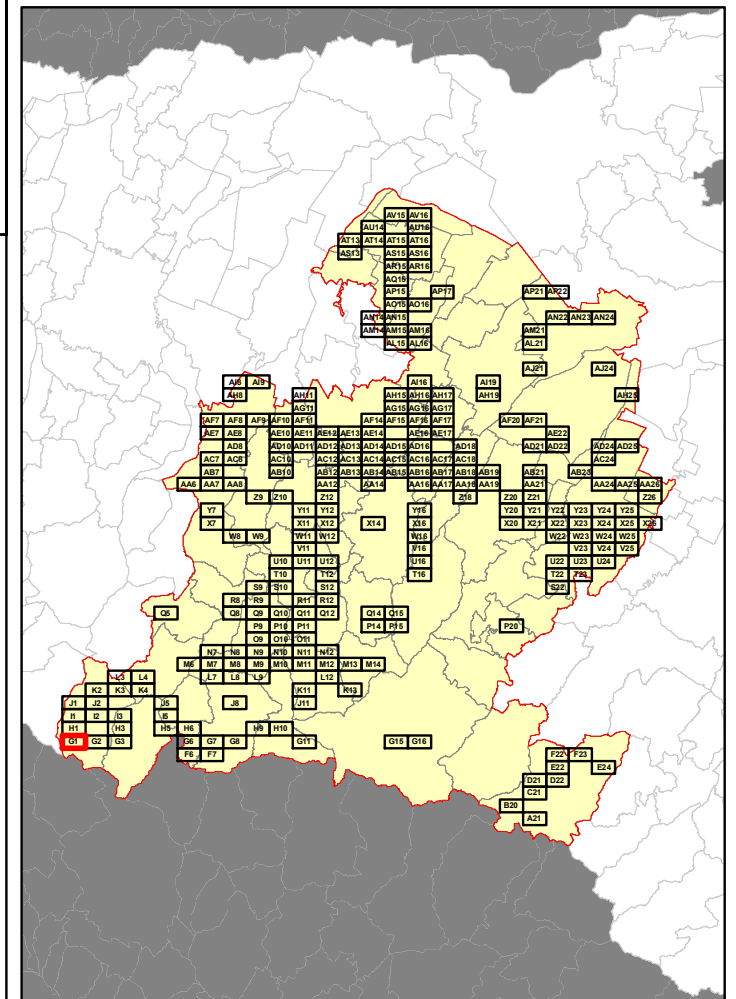 AV15 AV16
AU14 AU16
AT13 AT14 AT15 AT16
AS13 AS15 AS16
AR15 AR16
AQ15
AP15 AP17 AP21 AP22
AO15 AO16
AN14 AN15 AN22 AN23 AN24
AM14 AM15 AM16 AM21
AL15 AL16 AL21
AJ21 AJ24
AI8 AI9 AI16 AI19
AH8 AH11 AH15 AH16 AH17 AH19 AH25
AG11 AG15 AG16 AG17
AF7 AF8 AF9 AF10 AF11 AF14 AF15 AF16 AF17 AF20 AF21
AE7 AE8 AE10 AE11 AE12 AE13 AE14 AE16 AE17 AE22
AD8 AD10 AD11 AD12 AD13 AD14 AD15 AD16 AD18 AD21 AD22 AD24 AD25
AC7 AC8 AC10 AC12 AC13 AC14 AC15 AC16 AC17 AC18 AC24
AB7 AB10 AB12 AB13 AB14 AB15 AB16 AB17 AB18 AB19 AB21 AB23
AA6 AA7 AA8 AA12 AA14 AA16 AA17 AA18 AA19 AA21 AA24 AA25 AA26
Z9 Z10 Z12 Z18 Z20 Z21 Z26
Y7 Y11 Y12 Y16 Y20 Y21 Y22 Y23 Y24 Y25
X7 X11 X12 X14 X16 X20 X21 X22 X23 X24 X25 X26
W8 W9 W11 W12 W16 W22 W23 W24 W25
V11 V16 V23 V24 V25
U10 U11 U12 U16 U22 U23 U24
T10 T12 T16 T22 T23
S9 S10 S12 S22
R8 R9 R11 R12
Q5 Q8 Q9 Q10 Q11 Q12 Q14 Q15
P9 P10 P11 P14 P15 P20
O9 O10 O11
N7 N8 N9 N10 N11 N12
M6 M7 M8 M9 M10 M11 M12 M13 M14
L3 L4 L7 L8 L9 L12
K2 K3 K4 K11 K13
J1 J2 J5 J8 J11
I1 I2 I3 I5
H1 H3 H5 H6 H9 H10
G1 G2 G3 G6 G7 G8 G11 G15 G16
F6 F7 F22 F23
E22 E24
D21 D22
C21
B20
A21